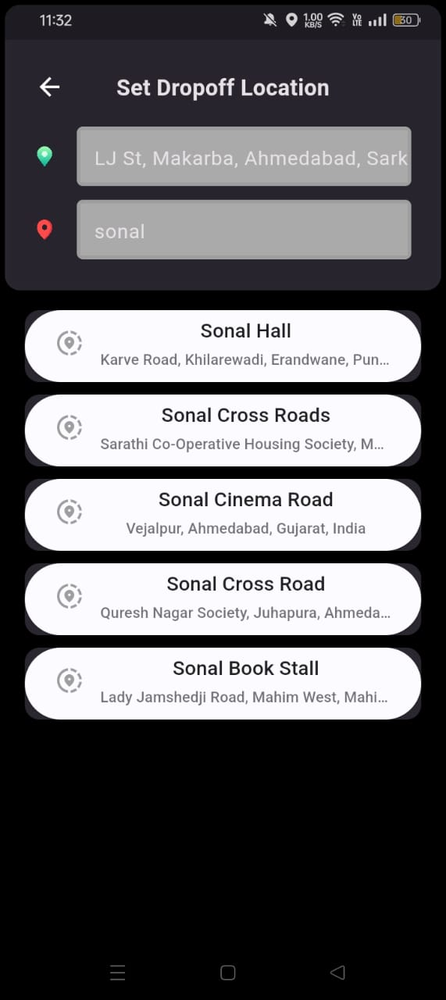 11:32
1.00
KB/S
Vo
LTE
30
Set Dropoff Location
LJ St, Makarba, Ahmedabad, Sark
sonal
Sonal Hall
Karve Road, Khilarewadi, Erandwane, Pun...
Sonal Cross Roads
Sarathi Co-Operative Housing Society, M...
Sonal Cinema Road
Vejalpur, Ahmedabad, Gujarat, India
Sonal Cross Road
Quresh Nagar Society, Juhapura, Ahmeda...
Sonal Book Stall
Lady Jamshedji Road, Mahim West, Mahi...